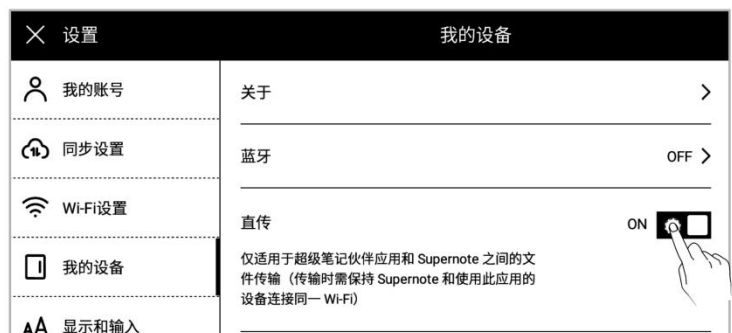 设置
我的设备
我的账号
同步设置
Wi-Fi设置
我的设备
AA 显示和输入
关于
蓝牙
OFF
直传
ON
仅适用于超级笔记伙伴应用和 Supernote 之间的文
件传输（传输时需保持 Supernote 和使用此应用的
设备连接同一 Wi-Fi）